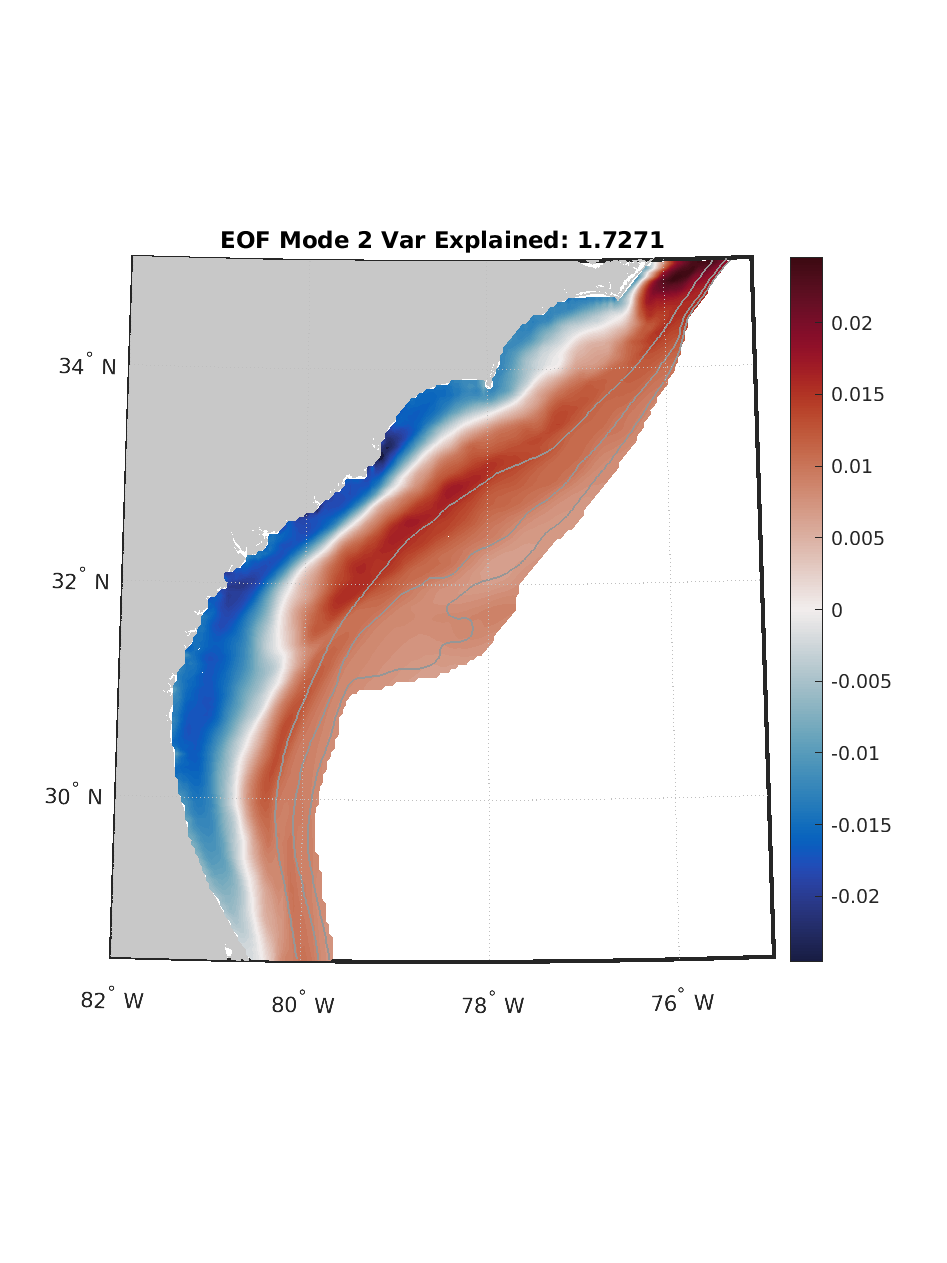 EOF Mode 2 Var Explained: 1.7271
34° N
32° N
30° N
82° W
80° W
78° W
76° W
0.02
0.015
0.01
0.005
0
-0.005
-0.01
-0.015
-0.02